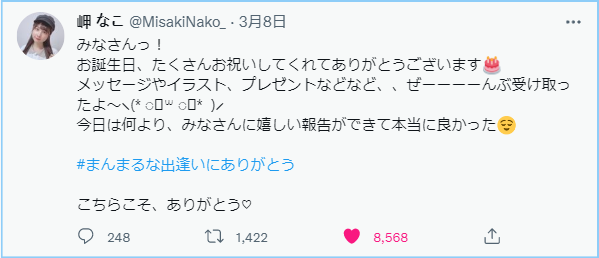 岬 なこ @MisakiNako_ · 3月8日
みなさんっ！
お誕生日、たくさんお祝いしてくれてありがとうございます🎂
メッセージやイラスト、プレゼントなどなど、、ぜーーーーんぶ受け取っ
たよ〜ヽ(* ○▯꒳ ○▯* )ﾉ
今日は何より、みなさんに嬉しい報告ができて本当に良かった😌
#まんまるな出逢いにありがとう
こちらこそ、ありがとう♡
248 1,422 8,568